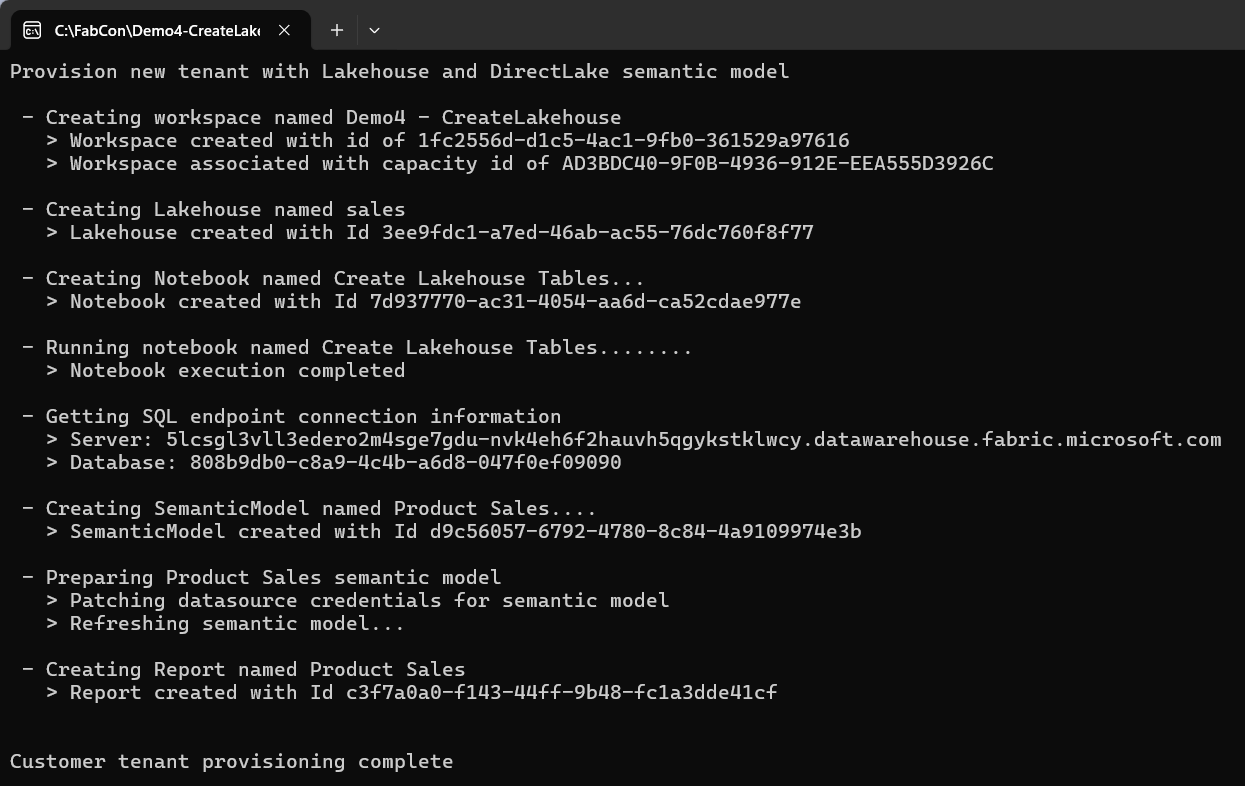 C:\FabCon\Demo4-CreateLake
Provision new tenant with Lakehouse and DirectLake semantic model
- Creating workspace named Demo4 - CreateLakehouse
> Workspace created with id of 1fc2556d-d1c5-4ac1-9fb0-361529a97616
> Workspace associated with capacity id of AD3BDC40-9F0B-4936-912E-EEA555D3926C
- Creating Lakehouse named sales
> Lakehouse created with Id 3ee9fdc1-a7ed-46ab-ac55-76dc760f8f77
- Creating Notebook named Create Lakehouse Tables...
> Notebook created with Id 7d937770-ac31-4054-aa6d-ca52cdae977e
- Running notebook named Create Lakehouse Tables........
> Notebook execution completed
- Getting SQL endpoint connection information
> Server: 5lcsgl3vll3edero2m4sge7gdu-nvk4eh6f2hauvh5qgykstklwcy.datawarehouse.fabric.microsoft.com
> Database: 808b9db0-c8a9-4c4b-a6d8-047f0ef09090
- Creating SemanticModel named Product Sales....
> SemanticModel created with Id d9c56057-6792-4780-8c84-4a9109974e3b
- Preparing Product Sales semantic model
> Patching datasource credentials for semantic model
> Refreshing semantic model...
- Creating Report named Product Sales
> Report created with Id c3f7a0a0-f143-44ff-9b48-fc1a3dde41cf
Customer tenant provisioning complete